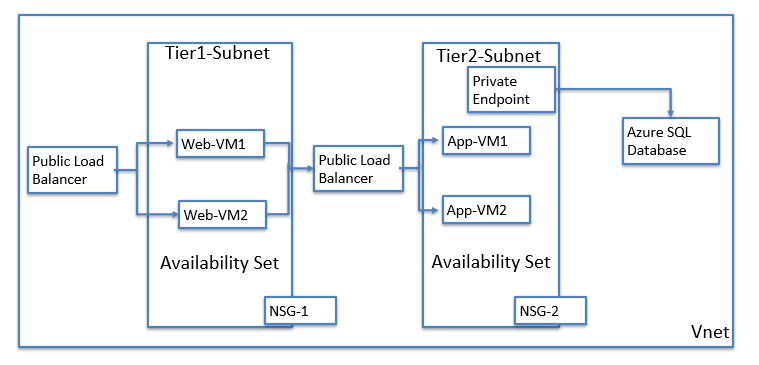 Tier1-Subnet
Tier2-Subnet
Private
Endpoint
Public Load
Balancer
Web-VM1
Web-VM2
Public Load
Balancer
App-VM1
App-VM2
Azure SQL
Database
Availability Set
Availability Set
NSG-1
NSG-2
Vnet